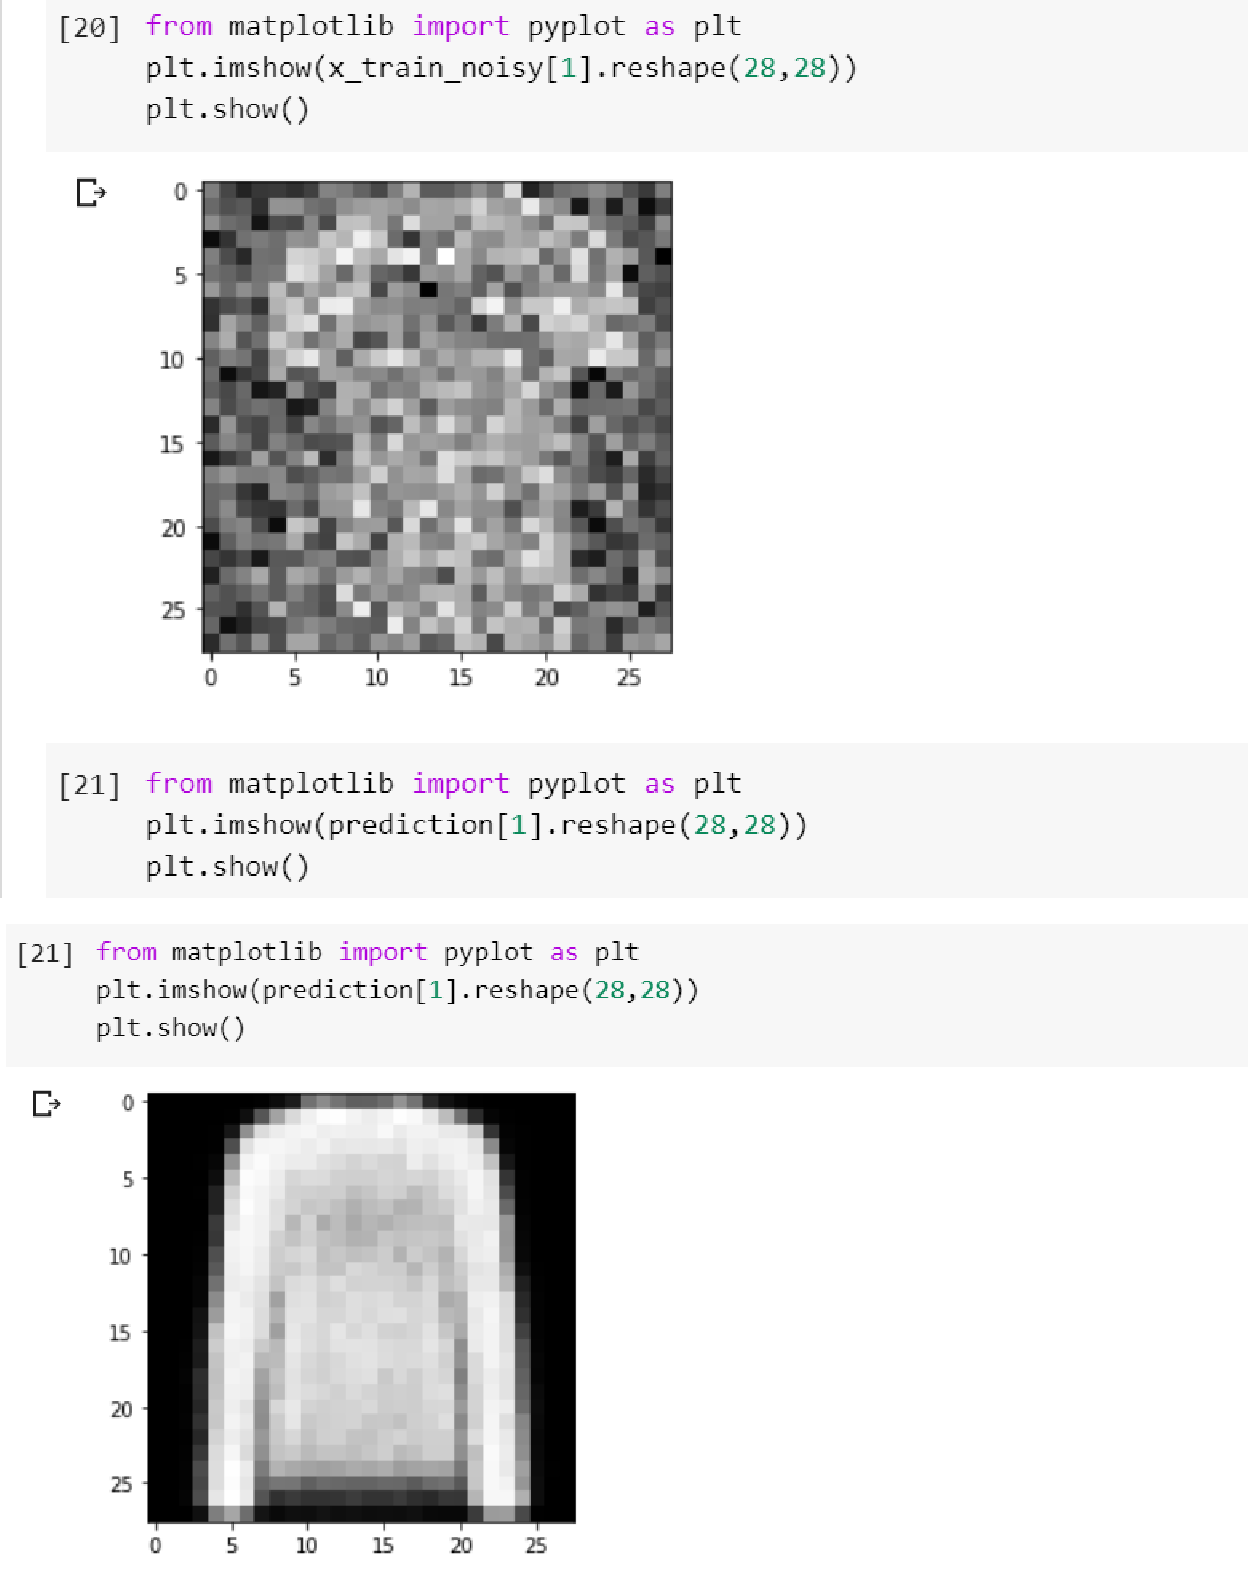 [20] from matplotlib import pyplot as plt
plt.imshow(x_train_noisy[1].reshape(28,28))
plt.show()
0
5
10
15
20
25
0 5 10 15 20 25
[21] from matplotlib import pyplot as plt
plt.imshow(prediction[1].reshape(28,28))
plt.show()
[21] from matplotlib import pyplot as plt
plt.imshow(prediction[1].reshape(28,28))
plt.show()
0
5
10
15
20
25
0 5 10 15 20 25